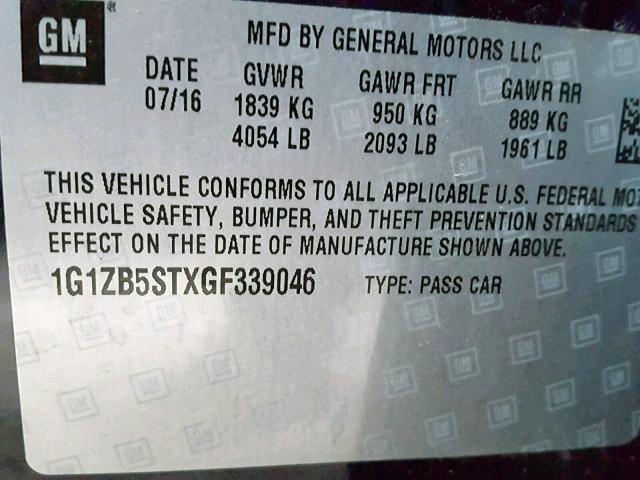 GM®
MFD BY GENERAL MOTORS LLC
DATE GVWR GAWR FRT GAWR RR
07/16 1839 KG 950 KG 889 KG
4054 LB 2093 LB 1961 LB
THIS VEHICLE CONFORMS TO ALL APPLICABLE U.S. FEDERAL MOT
VEHICLE SAFETY, BUMPER, AND THEFT PREVENTION STANDARDS
EFFECT ON THE DATE OF MANUFACTURE SHOWN ABOVE.
1G1ZB5STXGF339046 TYPE: PASS CAR